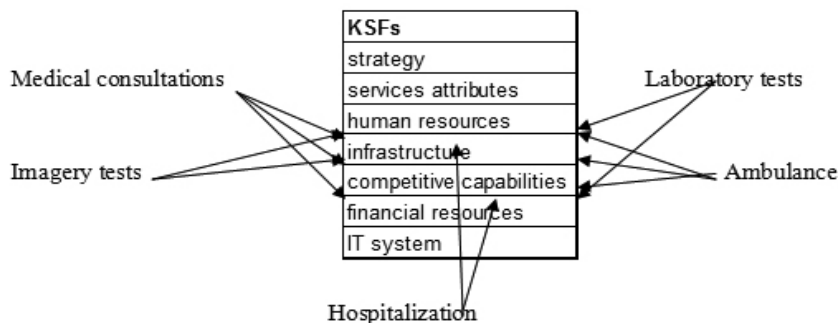 KSFs
strategy
Medical consultations
Laboratory tests
services attributes
human resources
infrastructure
Imagery tests
competitive capabilities
Ambulance
financial resources
IT system
Hospitalization